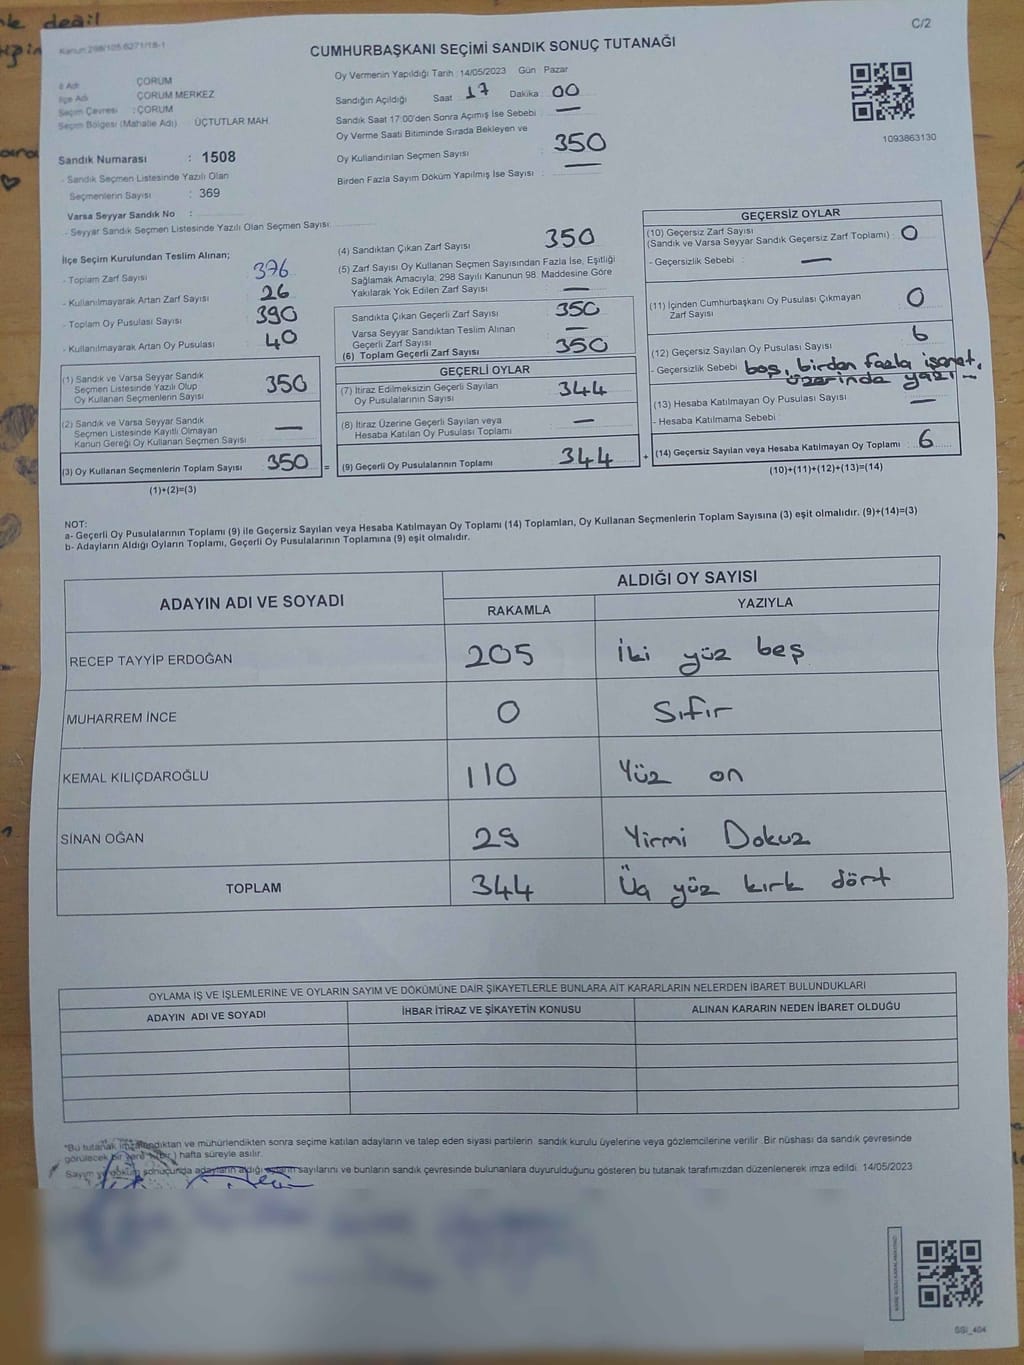 C/2
Kanun 298/105.6271/18-1
CUMHURBAŞKANI SEÇİMİ SANDIK SONUÇ TUTANAĞI
İl Adı : ÇORUM
İlçe Adı : ÇORUM MERKEZ
Seçim Çevresi : ÇORUM
Seçim Bölgesi (Mahalle Adı) : ÜÇTUTLAR MAH.
Sandık Numarası : 1508
- Sandık Seçmen Listesinde Yazılı Olan
Seçmenlerin Sayısı : 369
Varsa Seyyar Sandık No :
- Seyyar Sandık Seçmen Listesinde Yazılı Olan Seçmen Sayısı:
Oy Vermenin Yapıldığı Tarih : 14/05/2023 Gün Pazar
Sandığın Açıldığı Saat 17 Dakika 00
Sandık Saat 17:00'den Sonra Açımış İse Sebebi : —
Oy Verme Saati Bitiminde Sırada Bekleyen ve
Oy Kullandırılan Seçmen Sayısı : 350
Birden Fazla Sayım Döküm Yapılmış İse Sayısı : —
1093863130
İlçe Seçim Kurulundan Teslim Alınan;
- Toplam Zarf Sayısı : 376
- Kullanılmayarak Artan Zarf Sayısı : 26
- Toplam Oy Pusulası Sayısı : 390
- Kullanılmayarak Artan Oy Pusulası : 40
(1) Sandık ve Varsa Seyyar Sandık
Seçmen Listesinde Yazılı Olup
Oy Kullanan Seçmenlerin Sayısı 350
(2) Sandık ve Varsa Seyyar Sandık
Seçmen Listesinde Kayıtlı Olmayan
Kanun Gereği Oy Kullanan Seçmen Sayısı —
(3) Oy Kullanan Seçmenlerin Toplam Sayısı 350 =
(1)+(2)=(3)
(4) Sandıktan Çıkan Zarf Sayısı 350
(5) Zarf Sayısı Oy Kullanan Seçmen Sayısından Fazla İse, Eşitliği
Sağlamak Amacıyla; 298 Sayılı Kanunun 98. Maddesine Göre
Yakılarak Yok Edilen Zarf Sayısı —
Sandıkta Çıkan Geçerli Zarf Sayısı 350
Varsa Seyyar Sandıktan Teslim Alınan
Geçerli Zarf Sayısı —
(6) Toplam Geçerli Zarf Sayısı 350
GEÇERLİ OYLAR
(7) İtiraz Edilmeksizin Geçerli Sayılan
Oy Pusulalarının Sayısı 344
(8) İtiraz Üzerine Geçerli Sayılan veya
Hesaba Katılan Oy Pusulası Toplamı —
(9) Geçerli Oy Pusulalarının Toplamı 344 +
GEÇERSİZ OYLAR
(10) Geçersiz Zarf Sayısı
(Sandık ve Varsa Seyyar Sandık Geçersiz Zarf Toplamı) : 0
- Geçersizlik Sebebi : —
(11) İçinden Cumhurbaşkanı Oy Pusulası Çıkmayan
Zarf Sayısı 0
(12) Geçersiz Sayılan Oy Pusulası Sayısı 6
- Geçersizlik Sebebi : boş, birden fazla işaret,
üzerinda yazı
(13) Hesaba Katılmayan Oy Pusulası Sayısı —
- Hesaba Katılmama Sebebi :
(14) Geçersiz Sayılan veya Hesaba Katılmayan Oy Toplamı : 6
(10)+(11)+(12)+(13)=(14)
NOT:
a- Geçerli Oy Pusulalarının Toplamı (9) ile Geçersiz Sayılan veya Hesaba Katılmayan Oy Toplamı (14) Toplamları, Oy Kullanan Seçmenlerin Toplam Sayısına (3) eşit olmalıdır. (9)+(14)=(3)
b- Adayların Aldığı Oyların Toplamı, Geçerli Oy Pusulalarının Toplamına (9) eşit olmalıdır.
ADAYIN ADI VE SOYADI ALDIĞI OY SAYISI
RAKAMLA YAZIYLA
RECEP TAYYİP ERDOĞAN 205 İki yüz beş
MUHARREM İNCE 0 Sıfır
KEMAL KILIÇDAROĞLU 110 Yüz on
SİNAN OĞAN 29 Yirmi Dokuz
TOPLAM 344 Üç yüz kırk dört
OYLAMA İŞ VE İŞLEMLERİNE VE OYLARIN SAYIM VE DÖKÜMÜNE DAİR ŞİKAYETLERLE BUNLARA AİT KARARLARIN NELERDEN İBARET BULUNDUKLARI
ADAYIN ADI VE SOYADI İHBAR İTİRAZ VE ŞİKAYETİN KONUSU ALINAN KARARIN NEDEN İBARET OLDUĞU
*Bu tutanak imzalandıktan ve mühürlendikten sonra seçime katılan adayların ve talep eden siyasi partilerin sandık kurulu üyelerine veya gözlemcilerine verilir. Bir nüshası da sandık çevresinde
görülecek bir yere 1(bir) hafta süreyle asılır.
Sayım ve döküm sonucunda adayların aldığı oyların sayılarını ve bunların sandık çevresinde bulunanlara duyurulduğunu gösteren bu tutanak tarafımızdan düzenlenerek imza edildi. 14/05/2023